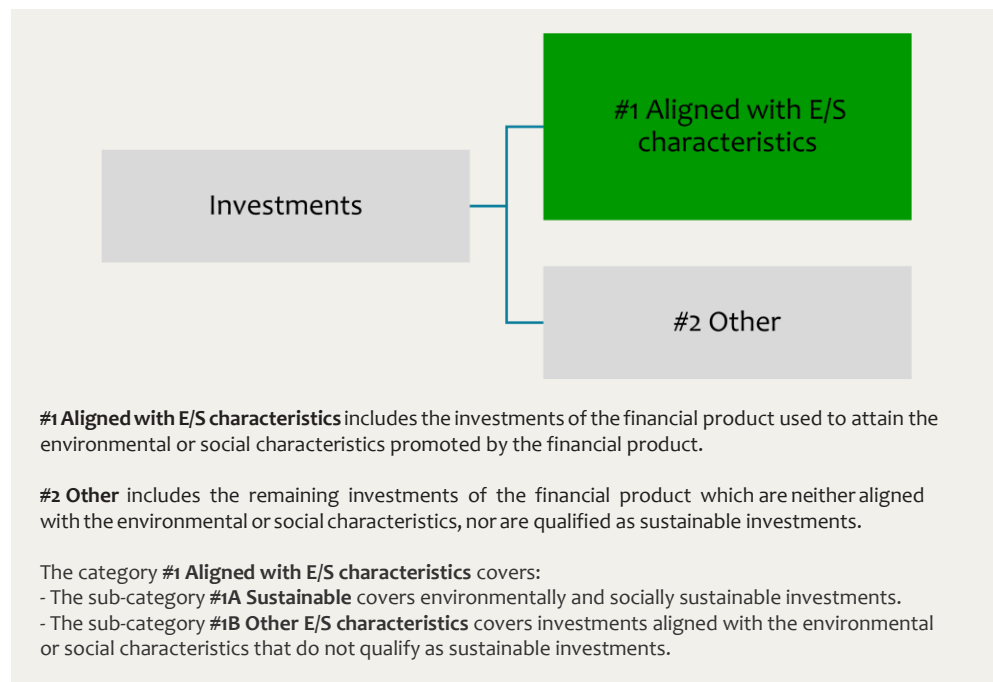 #1 Aligned with E/S
characteristics
Investments
#2 Other
#1 Aligned with E/S characteristics includes the investments of the financial product used to attain the
environmental or social characteristics promoted by the financial product.
#2 Other includes the remaining investments of the financial product which are neither aligned
with the environmental or social characteristics, nor are qualified as sustainable investments.
The category #1 Aligned with E/S characteristics covers:
- The sub-category #1A Sustainable covers environmentally and socially sustainable investments.
- The sub-category #1B Other E/S characteristics covers investments aligned with the environmental
or social characteristics that do not qualify as sustainable investments.